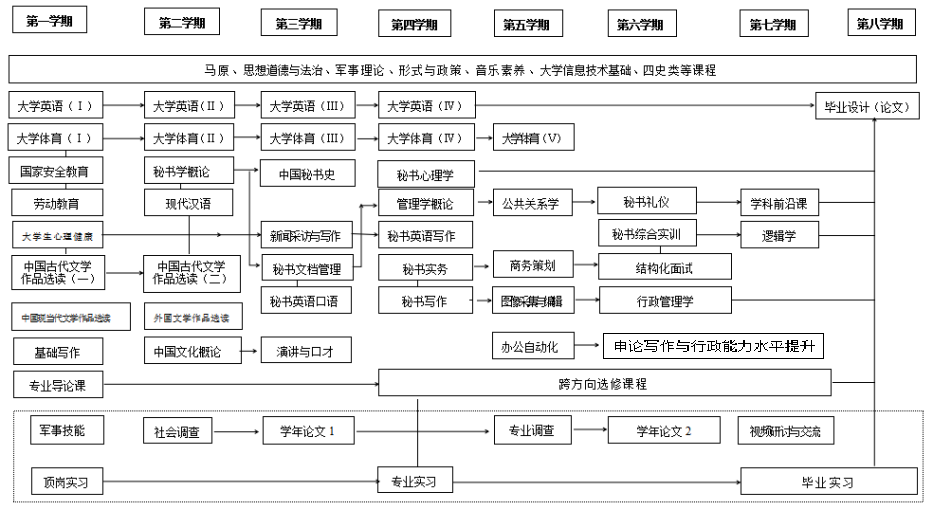 第一学期 第二学期 第三学期 第四学期 第五学期 第六学期 第七学期 第八学期
马原、思想道德与法治、军事理论、形式与政策、音乐素养、大学信息技术基础、四史类等课程
大学英语（Ⅰ） 大学英语(Ⅱ) 大学英语（III） 大学英语（IV） 毕业设计（论文）
大学体育（Ⅰ） 大学体育(Ⅱ) 大学体育（III） 大学体育（IV） 大学体育（V）
国家安全教育 秘书学概论 中国秘书史 秘书心理学
劳动教育 现代汉语 管理学概论 公共关系学 秘书礼仪 学科前沿课
大学生心理健康 新闻采访与写作 秘书英语写作 秘书综合实训 逻辑学
中国古代文学 中国古代文学 秘书文档管理 秘书实务 商务策划 结构化面试
作品选读（一） 作品选读（二）
秘书英语口语 秘书写作 图像采集与编辑 行政管理学
中国现当代文学作品选读 外国文学作品选读
基础写作 中国文化概论 演讲与口才 办公自动化 申论写作与行政能力水平提升
专业导论课 跨方向选修课程
军事技能 社会调查 学年论文 1 专业调查 学年论文 2 视频研讨与交流
顶岗实习 专业实习 毕业实习